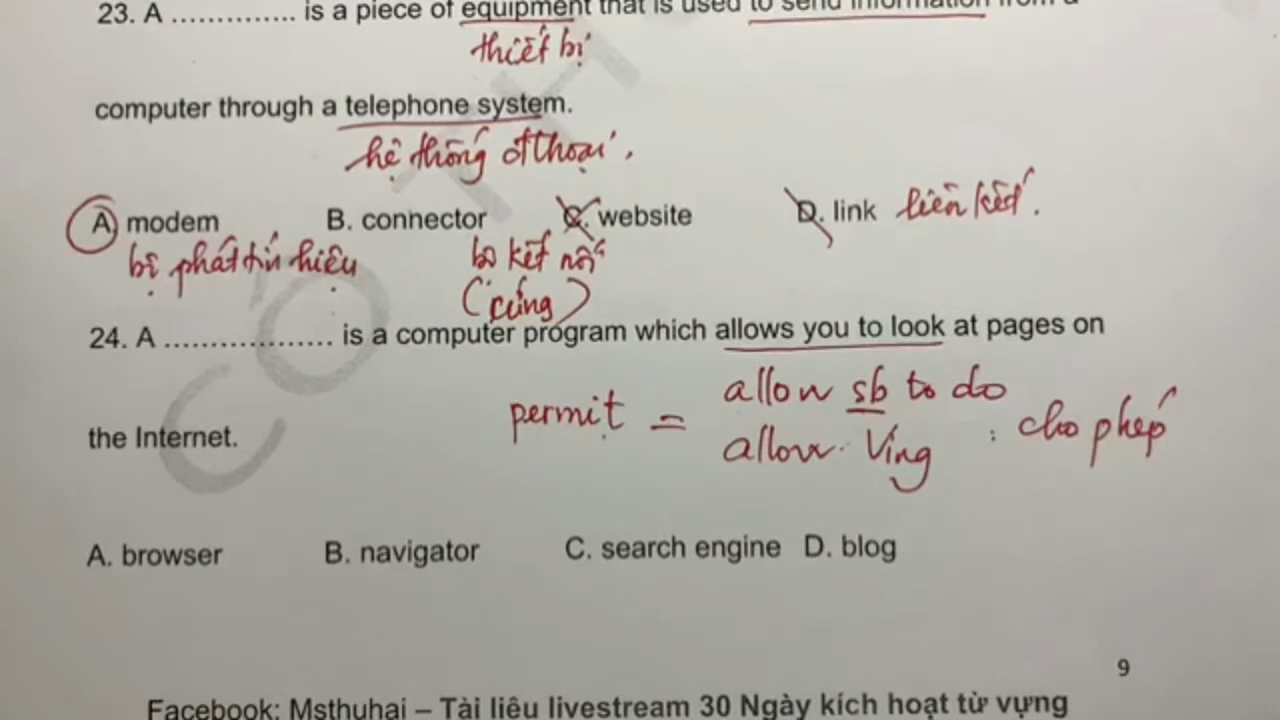 23. A .............. is a piece of equipment that is used to send information from a
thiết bị
computer through a telephone system.
hệ thống đthoại.
A. modem B. connector C. website D. link liên kết.
bộ phát tín hiệu bộ kết nối
(cứng)
24. A .................. is a computer program which allows you to look at pages on
permit = allow sb to do
allow Ving : cho phép
the Internet.
A. browser B. navigator C. search engine D. blog
9
Facebook: Msthuhai – Tài liệu livestream 30 Ngày kích hoạt từ vựng